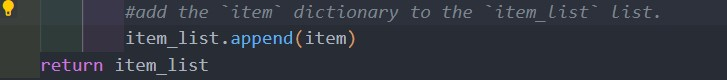 #add the `item` dictionary to the `item_list` list.
item_list.append(item)
return item_list